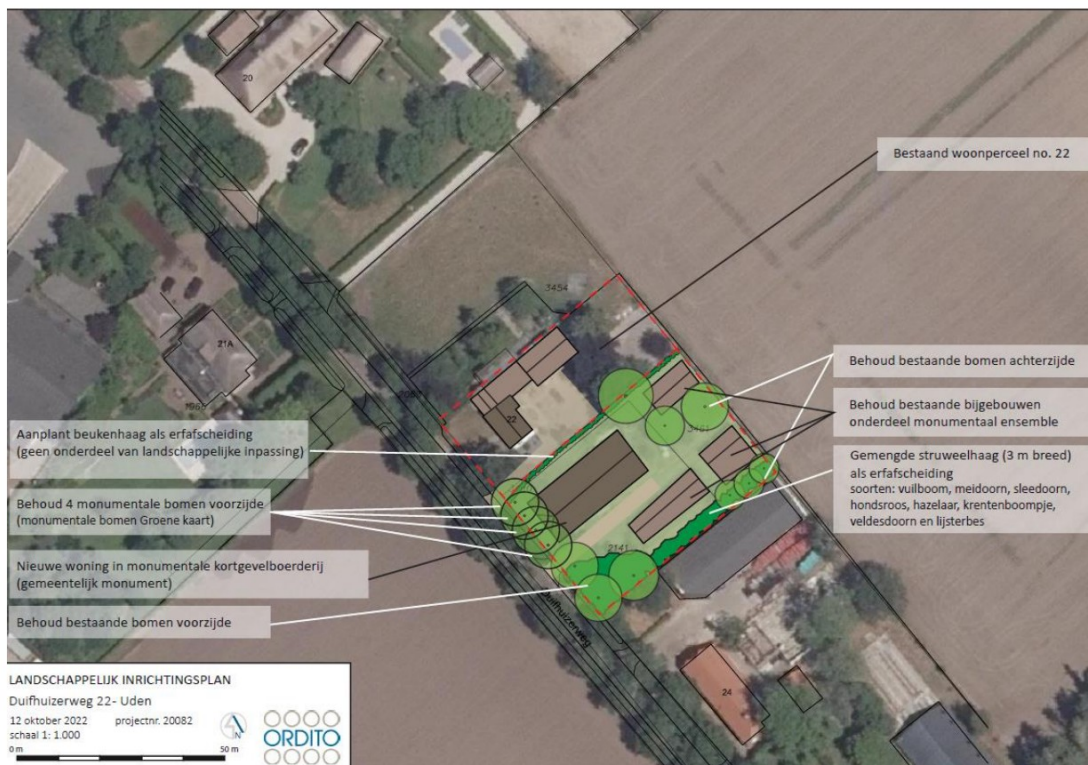 20
Bestaand woonperceel no. 22
3454
21A
1966
22
Behoud bestaande bomen achterzijde
Behoud bestaande bijgebouwen
onderdeel monumentaal ensemble
Gemengde struweelhaag (3 m breed)
als erfafscheiding
soorten: vuilboom, meidoorn, sleedoorn,
hondsroos, hazelaar, krentenboompje,
veldesdoorn en lijsterbes
Aanplant beukenhaag als erfafscheiding
(geen onderdeel van landschappelijke inpassing)
Behoud 4 monumentale bomen voorzijde
(monumentale bomen Groene kaart)
Nieuwe woning in monumentale kortgevelboerderij
(gemeentelijk monument)
Behoud bestaande bomen voorzijde
2141
Duifhuizerweg
24
LANDSCHAPPELIJK INRICHTINGSPLAN
Duifhuizerweg 22- Uden
12 oktober 2022 projectnr. 20082
schaal 1: 1.000
0 m 50 m
N
ORDITO